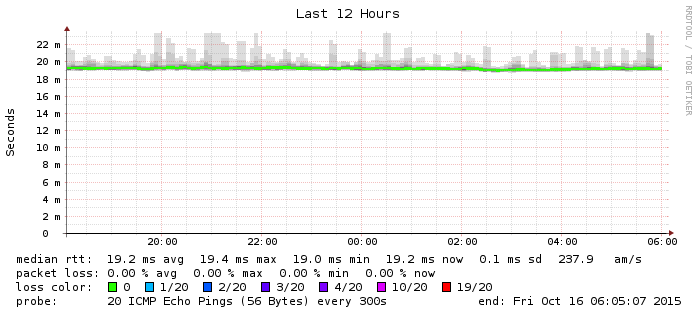 Last 12 Hours
RRDTOOL / TOBI OETIKER
Seconds
22 m
20 m
18 m
16 m
14 m
12 m
10 m
8 m
6 m
4 m
2 m
0
20:00 22:00 00:00 02:00 04:00 06:00
median rtt: 19.2 ms avg 19.4 ms max 19.0 ms min 19.2 ms now 0.1 ms sd 237.9 am/s
packet loss: 0.00 % avg 0.00 % max 0.00 % min 0.00 % now
loss color: 0 1/20 2/20 3/20 4/20 10/20 19/20
probe: 20 ICMP Echo Pings (56 Bytes) every 300s end: Fri Oct 16 06:05:07 2015